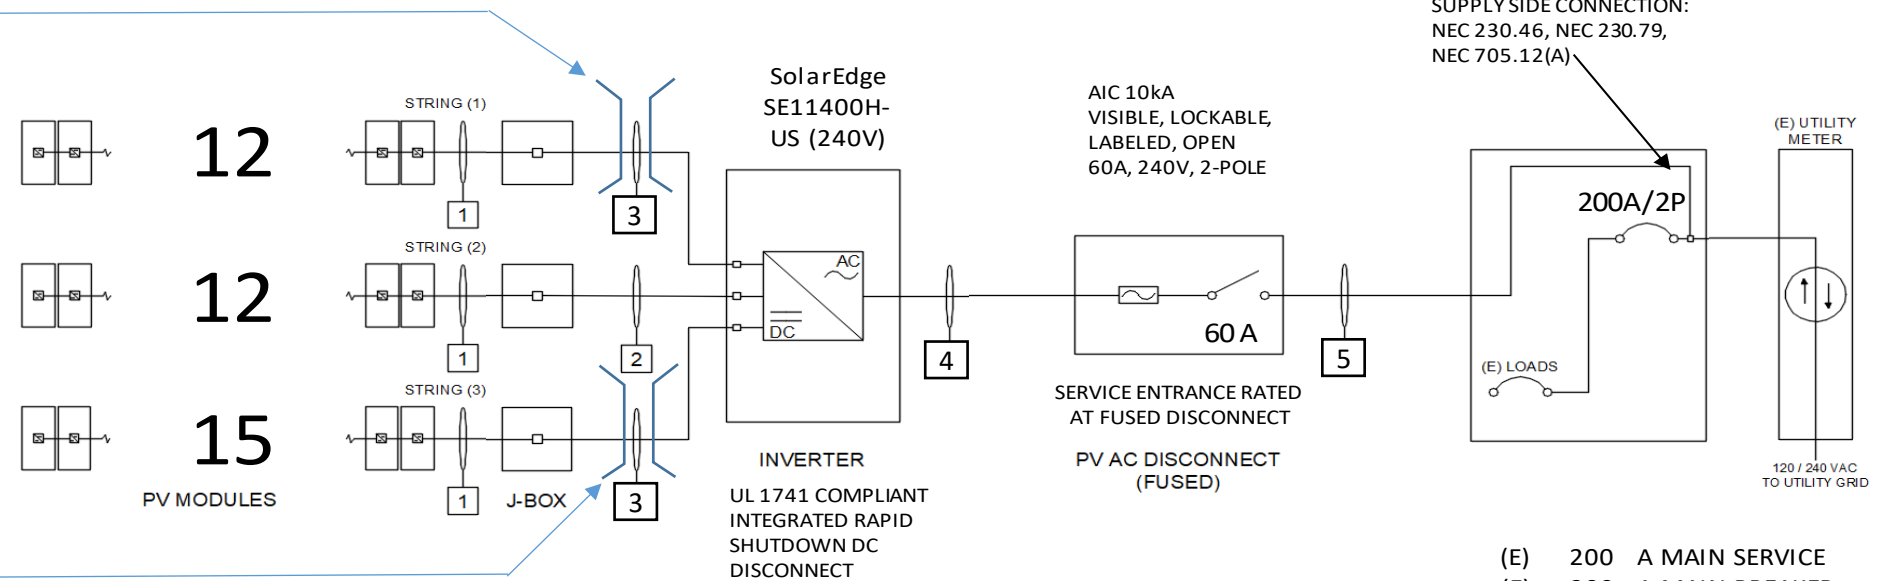 SUPPLY SIDE CONNECTION:
NEC 230.46, NEC 230.79,
NEC 705.12(A)
SolarEdge
SE11400H-
US (240V)
AIC 10kA
VISIBLE, LOCKABLE,
LABELED, OPEN
60A, 240V, 2-POLE
(E) UTILITY
METER
STRING (1)
12
1
3
200A/2P
STRING (2)
12
1
2
AC
DC
4
60 A
5
(E) LOADS
STRING (3)
15
1
3
PV MODULES
J-BOX
INVERTER
UL 1741 COMPLIANT
INTEGRATED RAPID
SHUTDOWN DC
DISCONNECT
SERVICE ENTRANCE RATED
AT FUSED DISCONNECT
PV AC DISCONNECT
(FUSED)
120 / 240 VAC
TO UTILITY GRID
(E) 200 A MAIN SERVICE